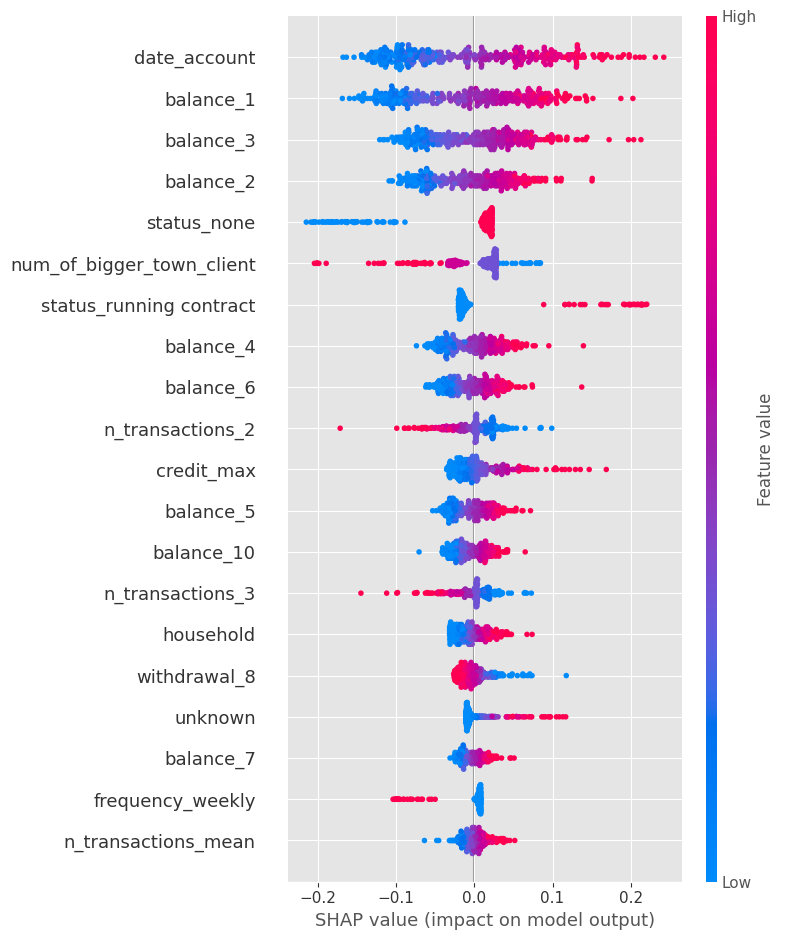 High
date_account
balance_1
balance_3
balance_2
status_none
num_of_bigger_town_client
status_running contract
balance_4
balance_6
n_transactions_2
credit_max
balance_5
balance_10
n_transactions_3
household
withdrawal_8
unknown
balance_7
frequency_weekly
n_transactions_mean
Feature value
Low
−0.2 −0.1 0.0 0.1 0.2
SHAP value (impact on model output)